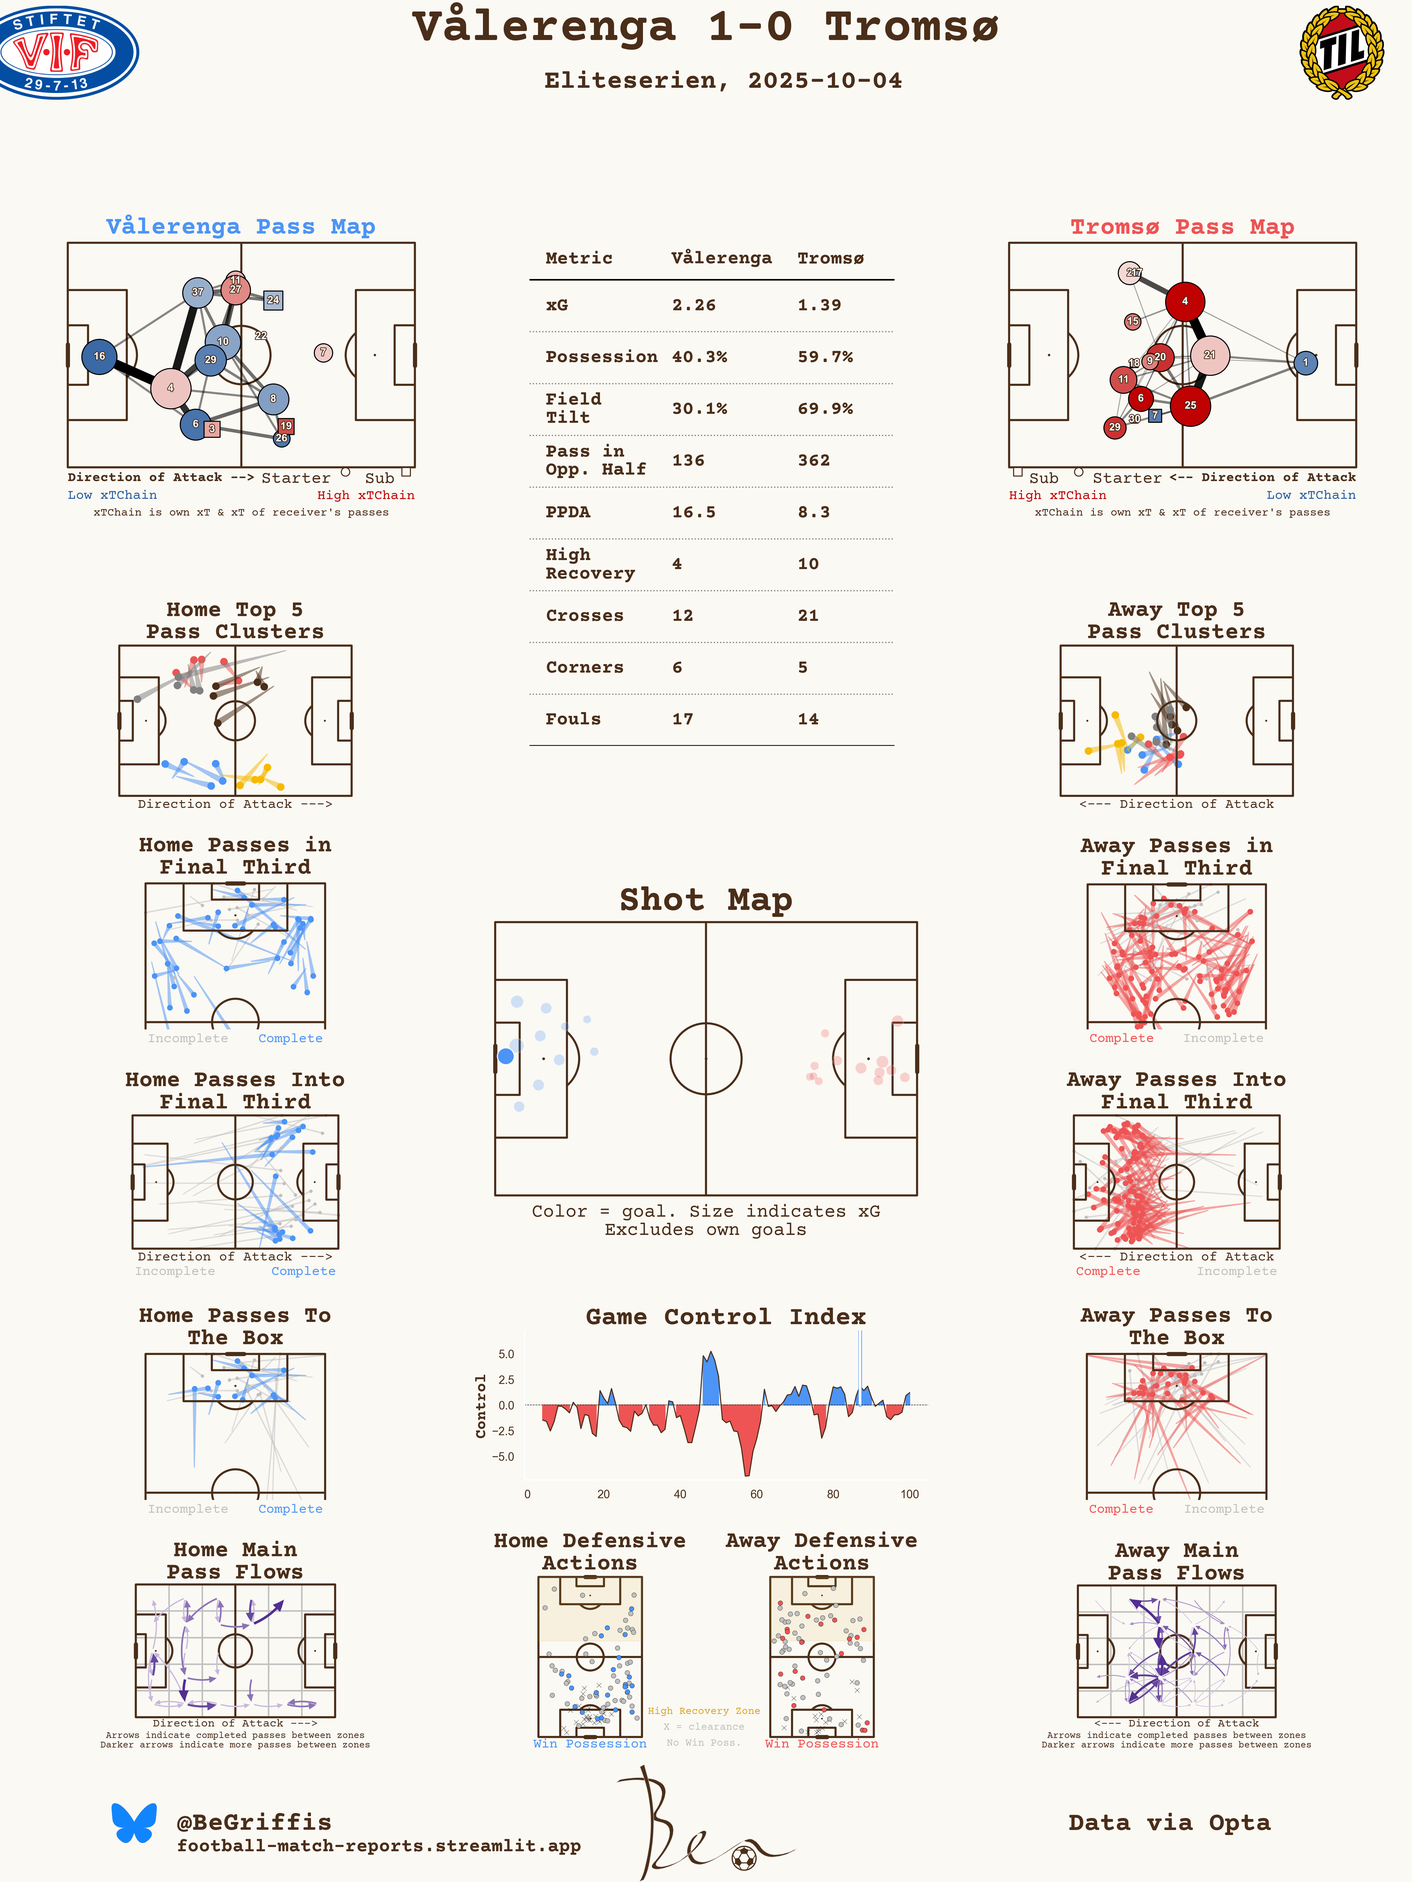 Vålerenga 1-0 Tromsø
Eliteserien, 2025-10-04
STIFTET
V·I·F
29-7-13
TIL
Vålerenga Pass Map
16
37
11
27
24
10
22
29
7
4
8
6
3
19
26
Direction of Attack --> Starter Sub
Low xTChain High xTChain
xTChain is own xT & xT of receiver's passes
Metric Vålerenga Tromsø
xG 2.26 1.39
Possession 40.3% 59.7%
Field
Tilt 30.1% 69.9%
Pass in
Opp. Half 136 362
PPDA 16.5 8.3
High
Recovery 4 10
Crosses 12 21
Corners 6 5
Fouls 17 14
Tromsø Pass Map
217
4
15
21
1
18
9
20
11
6
25
7
30
29
Sub Starter <-- Direction of Attack
High xTChain Low xTChain
xTChain is own xT & xT of receiver's passes
Home Top 5
Pass Clusters
Direction of Attack --->
Away Top 5
Pass Clusters
<--- Direction of Attack
Home Passes in
Final Third
Incomplete Complete
Away Passes in
Final Third
Complete Incomplete
Shot Map
Color = goal. Size indicates xG
Excludes own goals
Home Passes Into
Final Third
Direction of Attack --->
Incomplete Complete
Away Passes Into
Final Third
<--- Direction of Attack
Complete Incomplete
Home Passes To
The Box
Incomplete Complete
Game Control Index
Control
5.0
2.5
0.0
−2.5
−5.0
0 20 40 60 80 100
Away Passes To
The Box
Complete Incomplete
Home Main
Pass Flows
Direction of Attack --->
Arrows indicate completed passes between zones
Darker arrows indicate more passes between zones
Home Defensive
Actions
Win Possession
High Recovery Zone
X = clearance
No Win Poss.
Away Defensive
Actions
Win Possession
Away Main
Pass Flows
<--- Direction of Attack
Arrows indicate completed passes between zones
Darker arrows indicate more passes between zones
@BeGriffis
football-match-reports.streamlit.app
Ben
Data via Opta